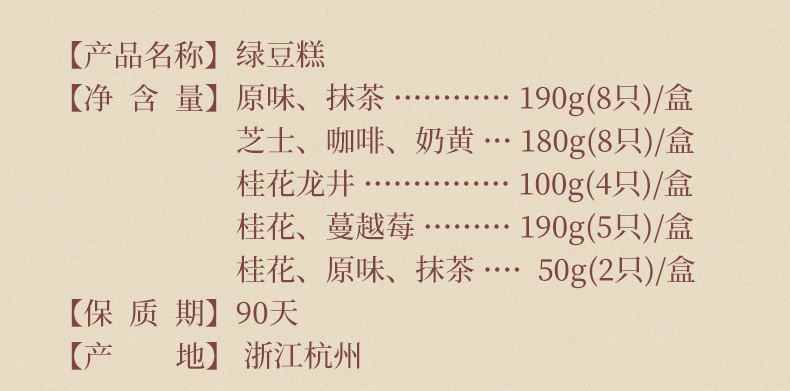 【产品名称】绿豆糕
【净 含 量】原味、抹茶 ………… 190g(8只)/盒
芝士、咖啡、奶黄 … 180g(8只)/盒
桂花龙井 …………… 100g(4只)/盒
桂花、蔓越莓 ……… 190g(5只)/盒
桂花、原味、抹茶 ···· 50g(2只)/盒
【保 质 期】90天
【产 地】浙江杭州